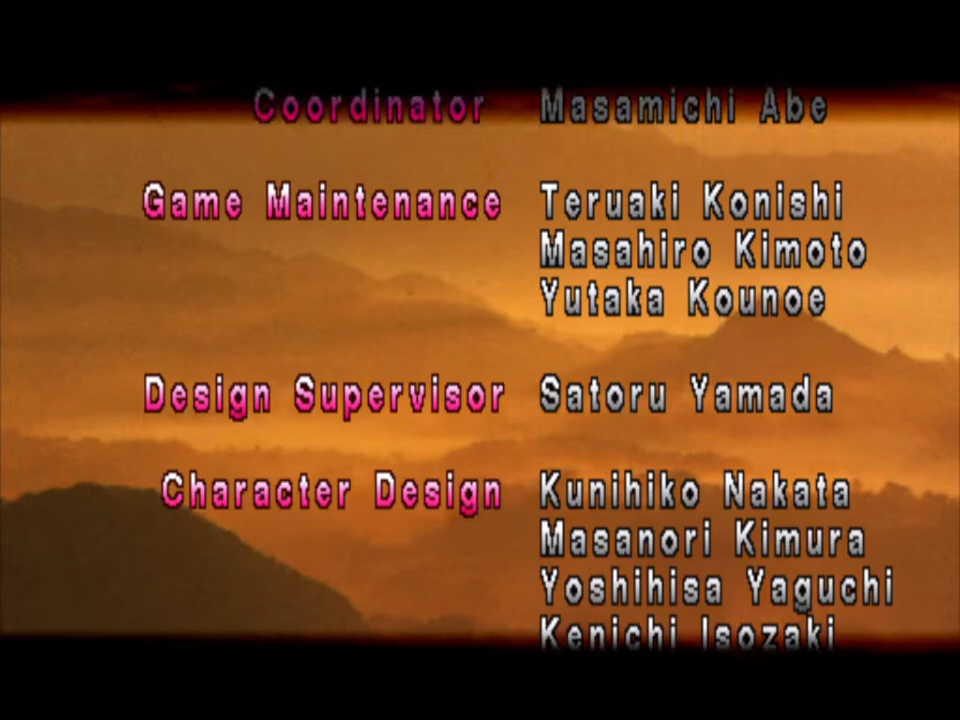 Coordinator Masamichi Abe
Game Maintenance Teruaki Konishi
Masahiro Kimoto
Yutaka Kounoe
Design Supervisor Satoru Yamada
Character Design Kunihiko Nakata
Masanori Kimura
Yoshihisa Yaguchi
Kenichi Isozaki